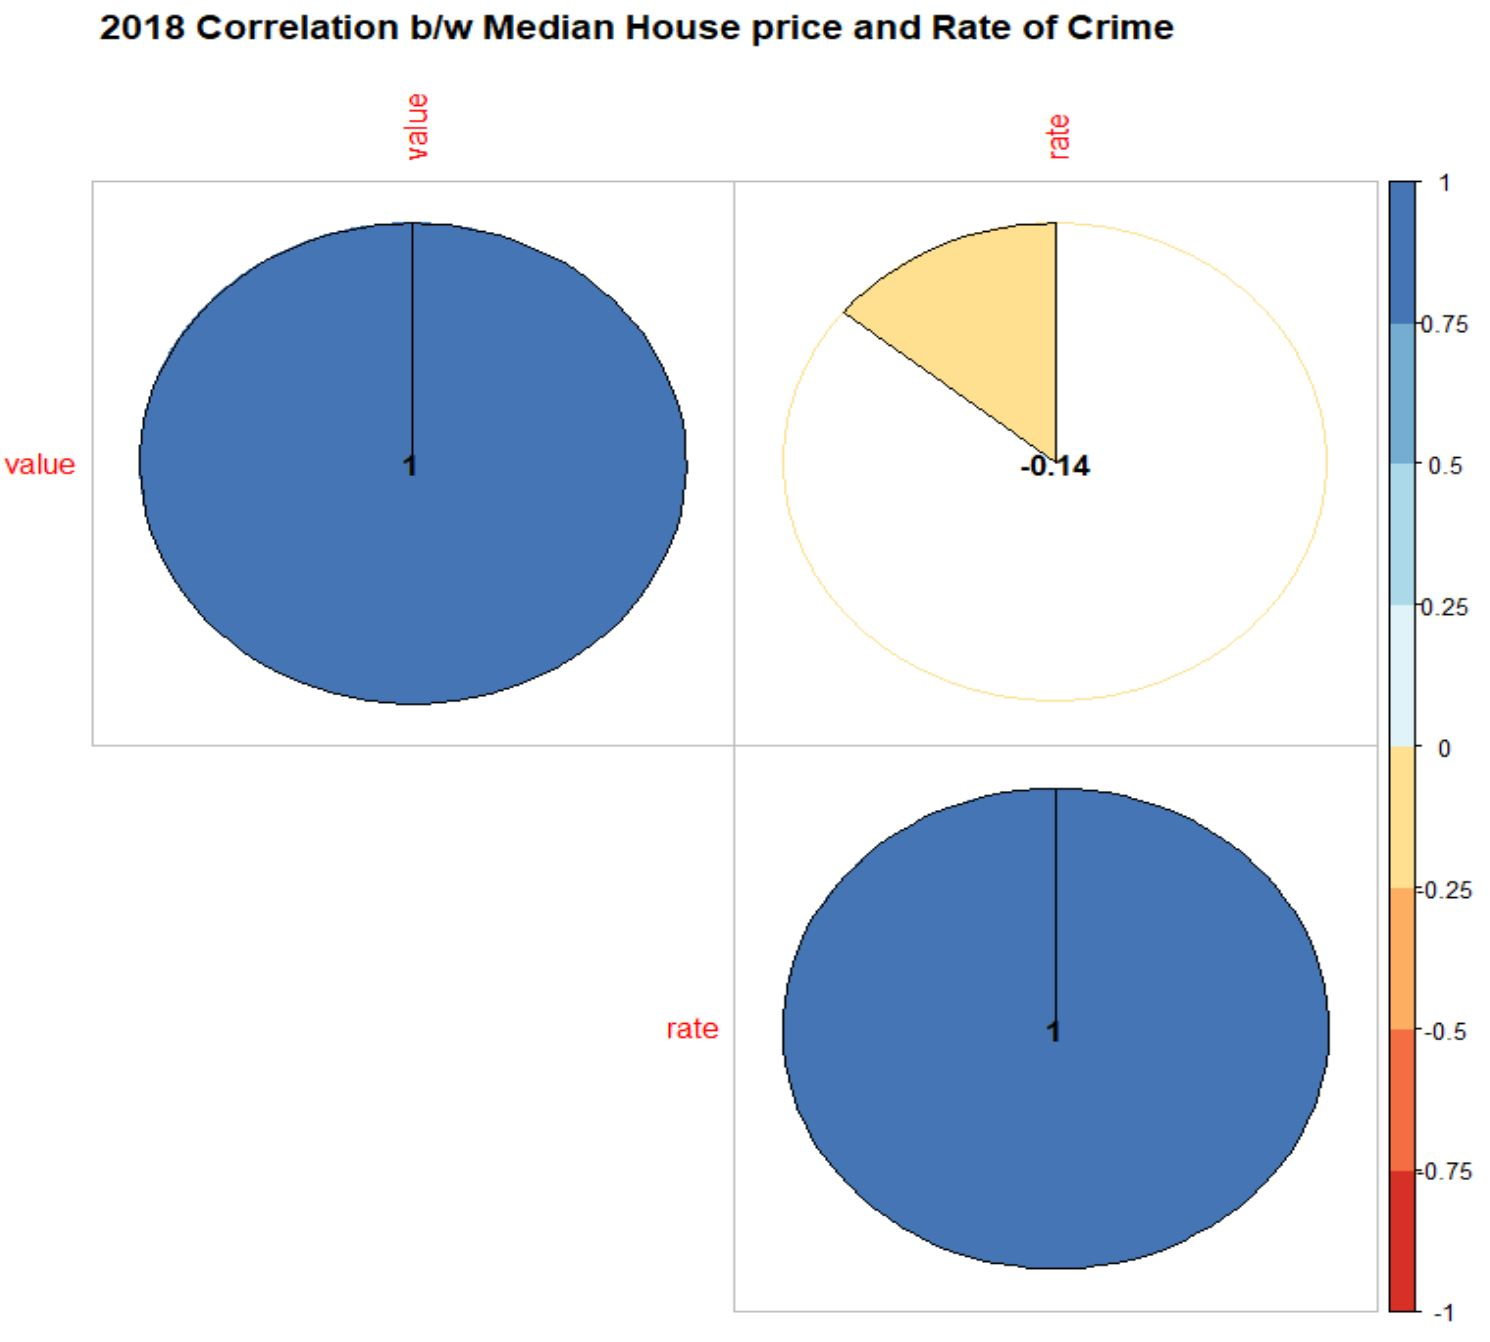 2018 Correlation b/w Median House price and Rate of Crime
value
rate
value
1
-0.14
rate
1
1
0.75
0.5
0.25
0
-0.25
-0.5
-0.75
-1